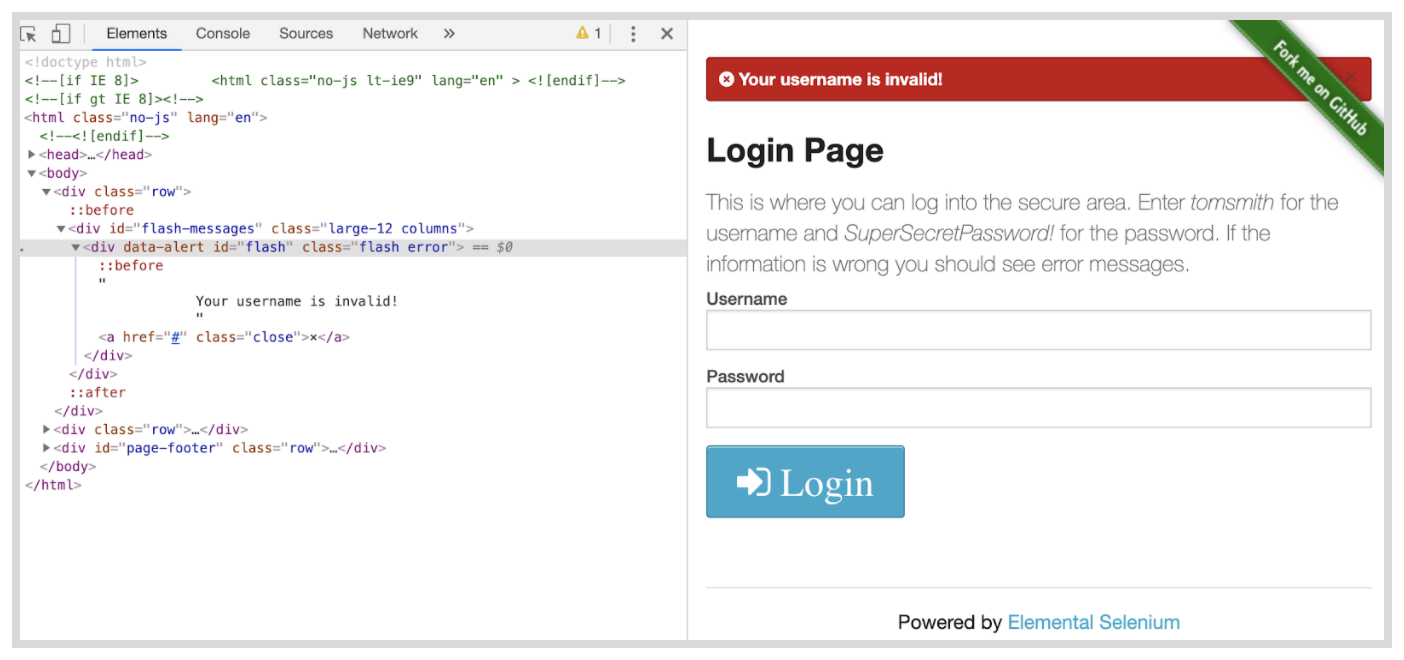 Elements Console Sources Network » 1
<!doctype html>
<!--[if IE 8]> <html class="no-js lt-ie9" lang="en" > <![endif]-->
<!--[if gt IE 8]><!-->
<html class="no-js" lang="en">
<!--<![endif]-->
<head>…</head>
<body>
<div class="row">
::before
<div id="flash-messages" class="large-12 columns">
<div data-alert id="flash" class="flash error"> == $0
::before
"
Your username is invalid!
"
<a href="#" class="close">×</a>
</div>
</div>
::after
</div>
<div class="row">…</div>
<div id="page-footer" class="row">…</div>
</body>
</html>
Your username is invalid! ×
Fork me on GitHub
Login Page
This is where you can log into the secure area. Enter tomsmith for the
username and SuperSecretPassword! for the password. If the
information is wrong you should see error messages.
Username
Password
Login
Powered by Elemental Selenium